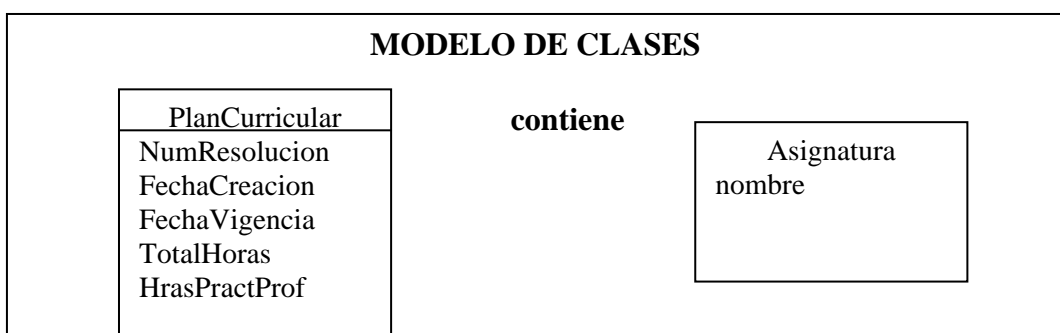 MODELO DE CLASES
PlanCurricular
NumResolucion
FechaCreacion
FechaVigencia
TotalHoras
HrasPractProf
contiene
Asignatura
nombre